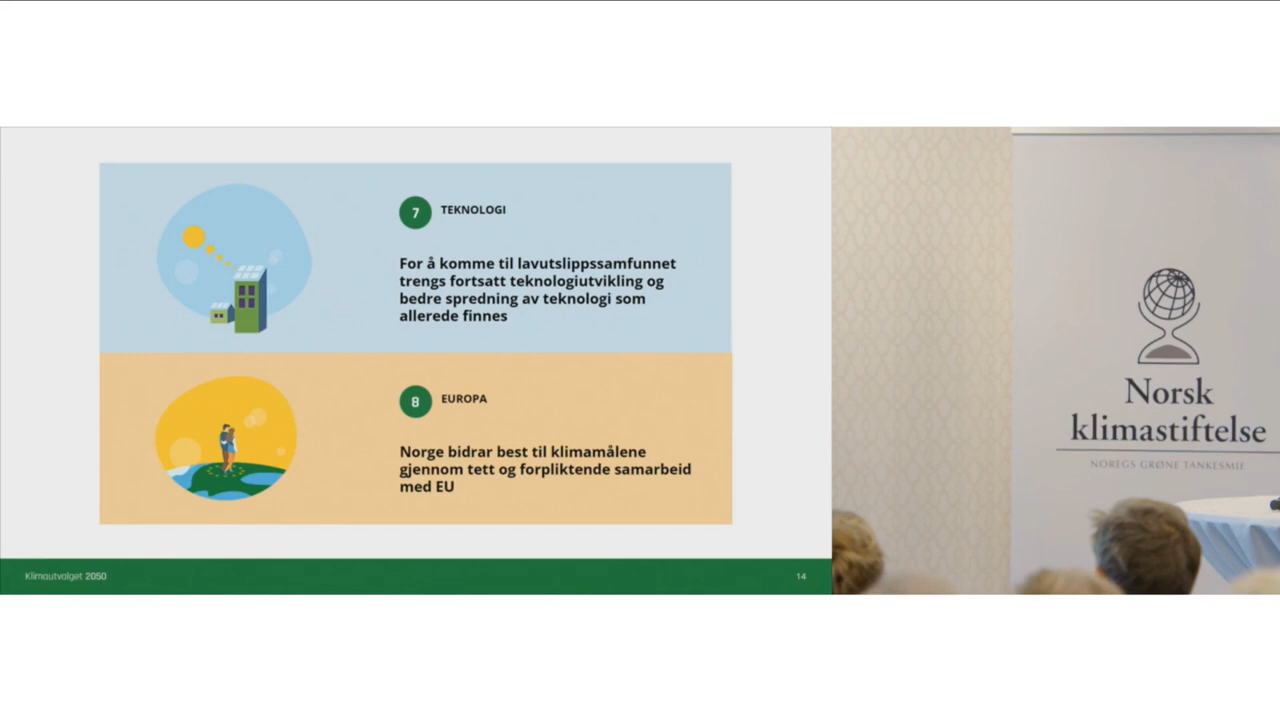 7 TEKNOLOGI
For å komme til lavutslippssamfunnet
trengs fortsatt teknologiutvikling og
bedre spredning av teknologi som
allerede finnes
8 EUROPA
Norge bidrar best til klimamålene
gjennom tett og forpliktende samarbeid
med EU
Klimautvalget 2050
14
Norsk
klimastiftelse
NOREGS GRØNE TANKESMIE